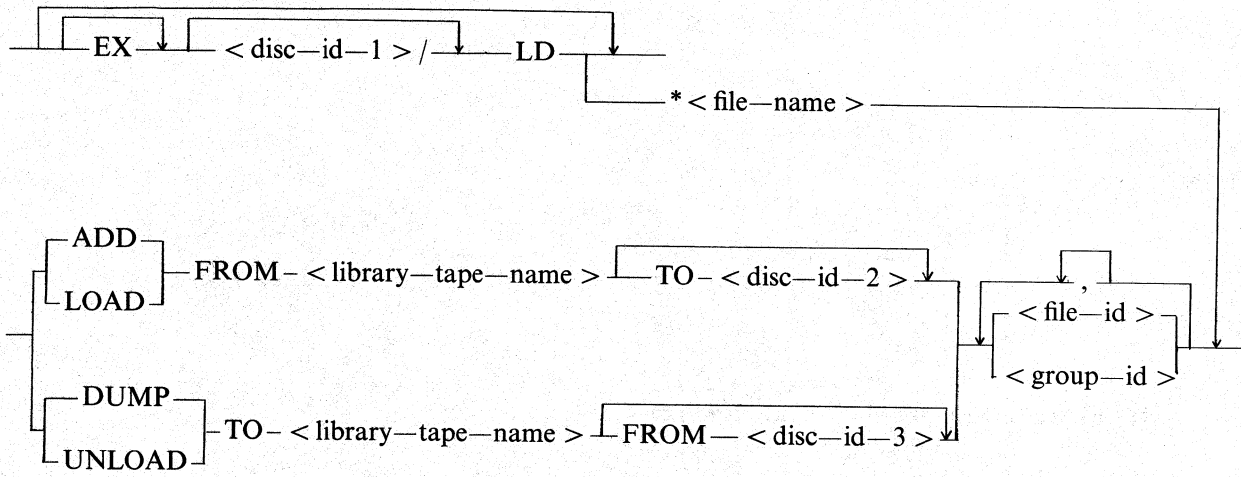 EX < disc—id—1 > / LD
* < file—name >
ADD
LOAD
FROM – < library—tape—name > TO – < disc—id—2 >
,
< file—id >
< group—id >
DUMP
UNLOAD
TO – < library—tape—name > FROM — < disc—id—3 >